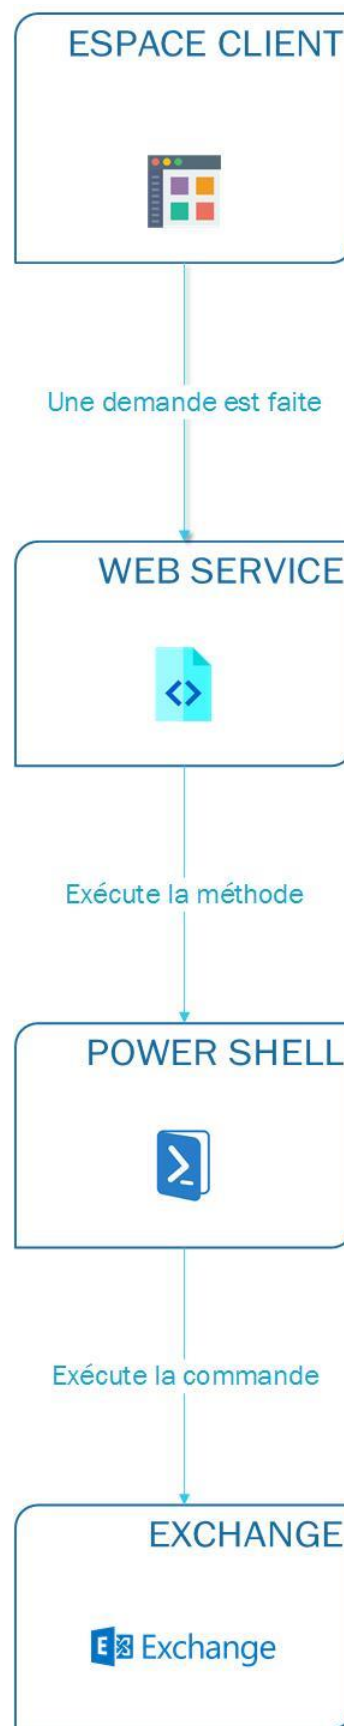 ESPACE CLIENT
Une demande est faite
WEB SERVICE
Exécute la méthode
POWER SHELL
Exécute la commande
EXCHANGE
Exchange